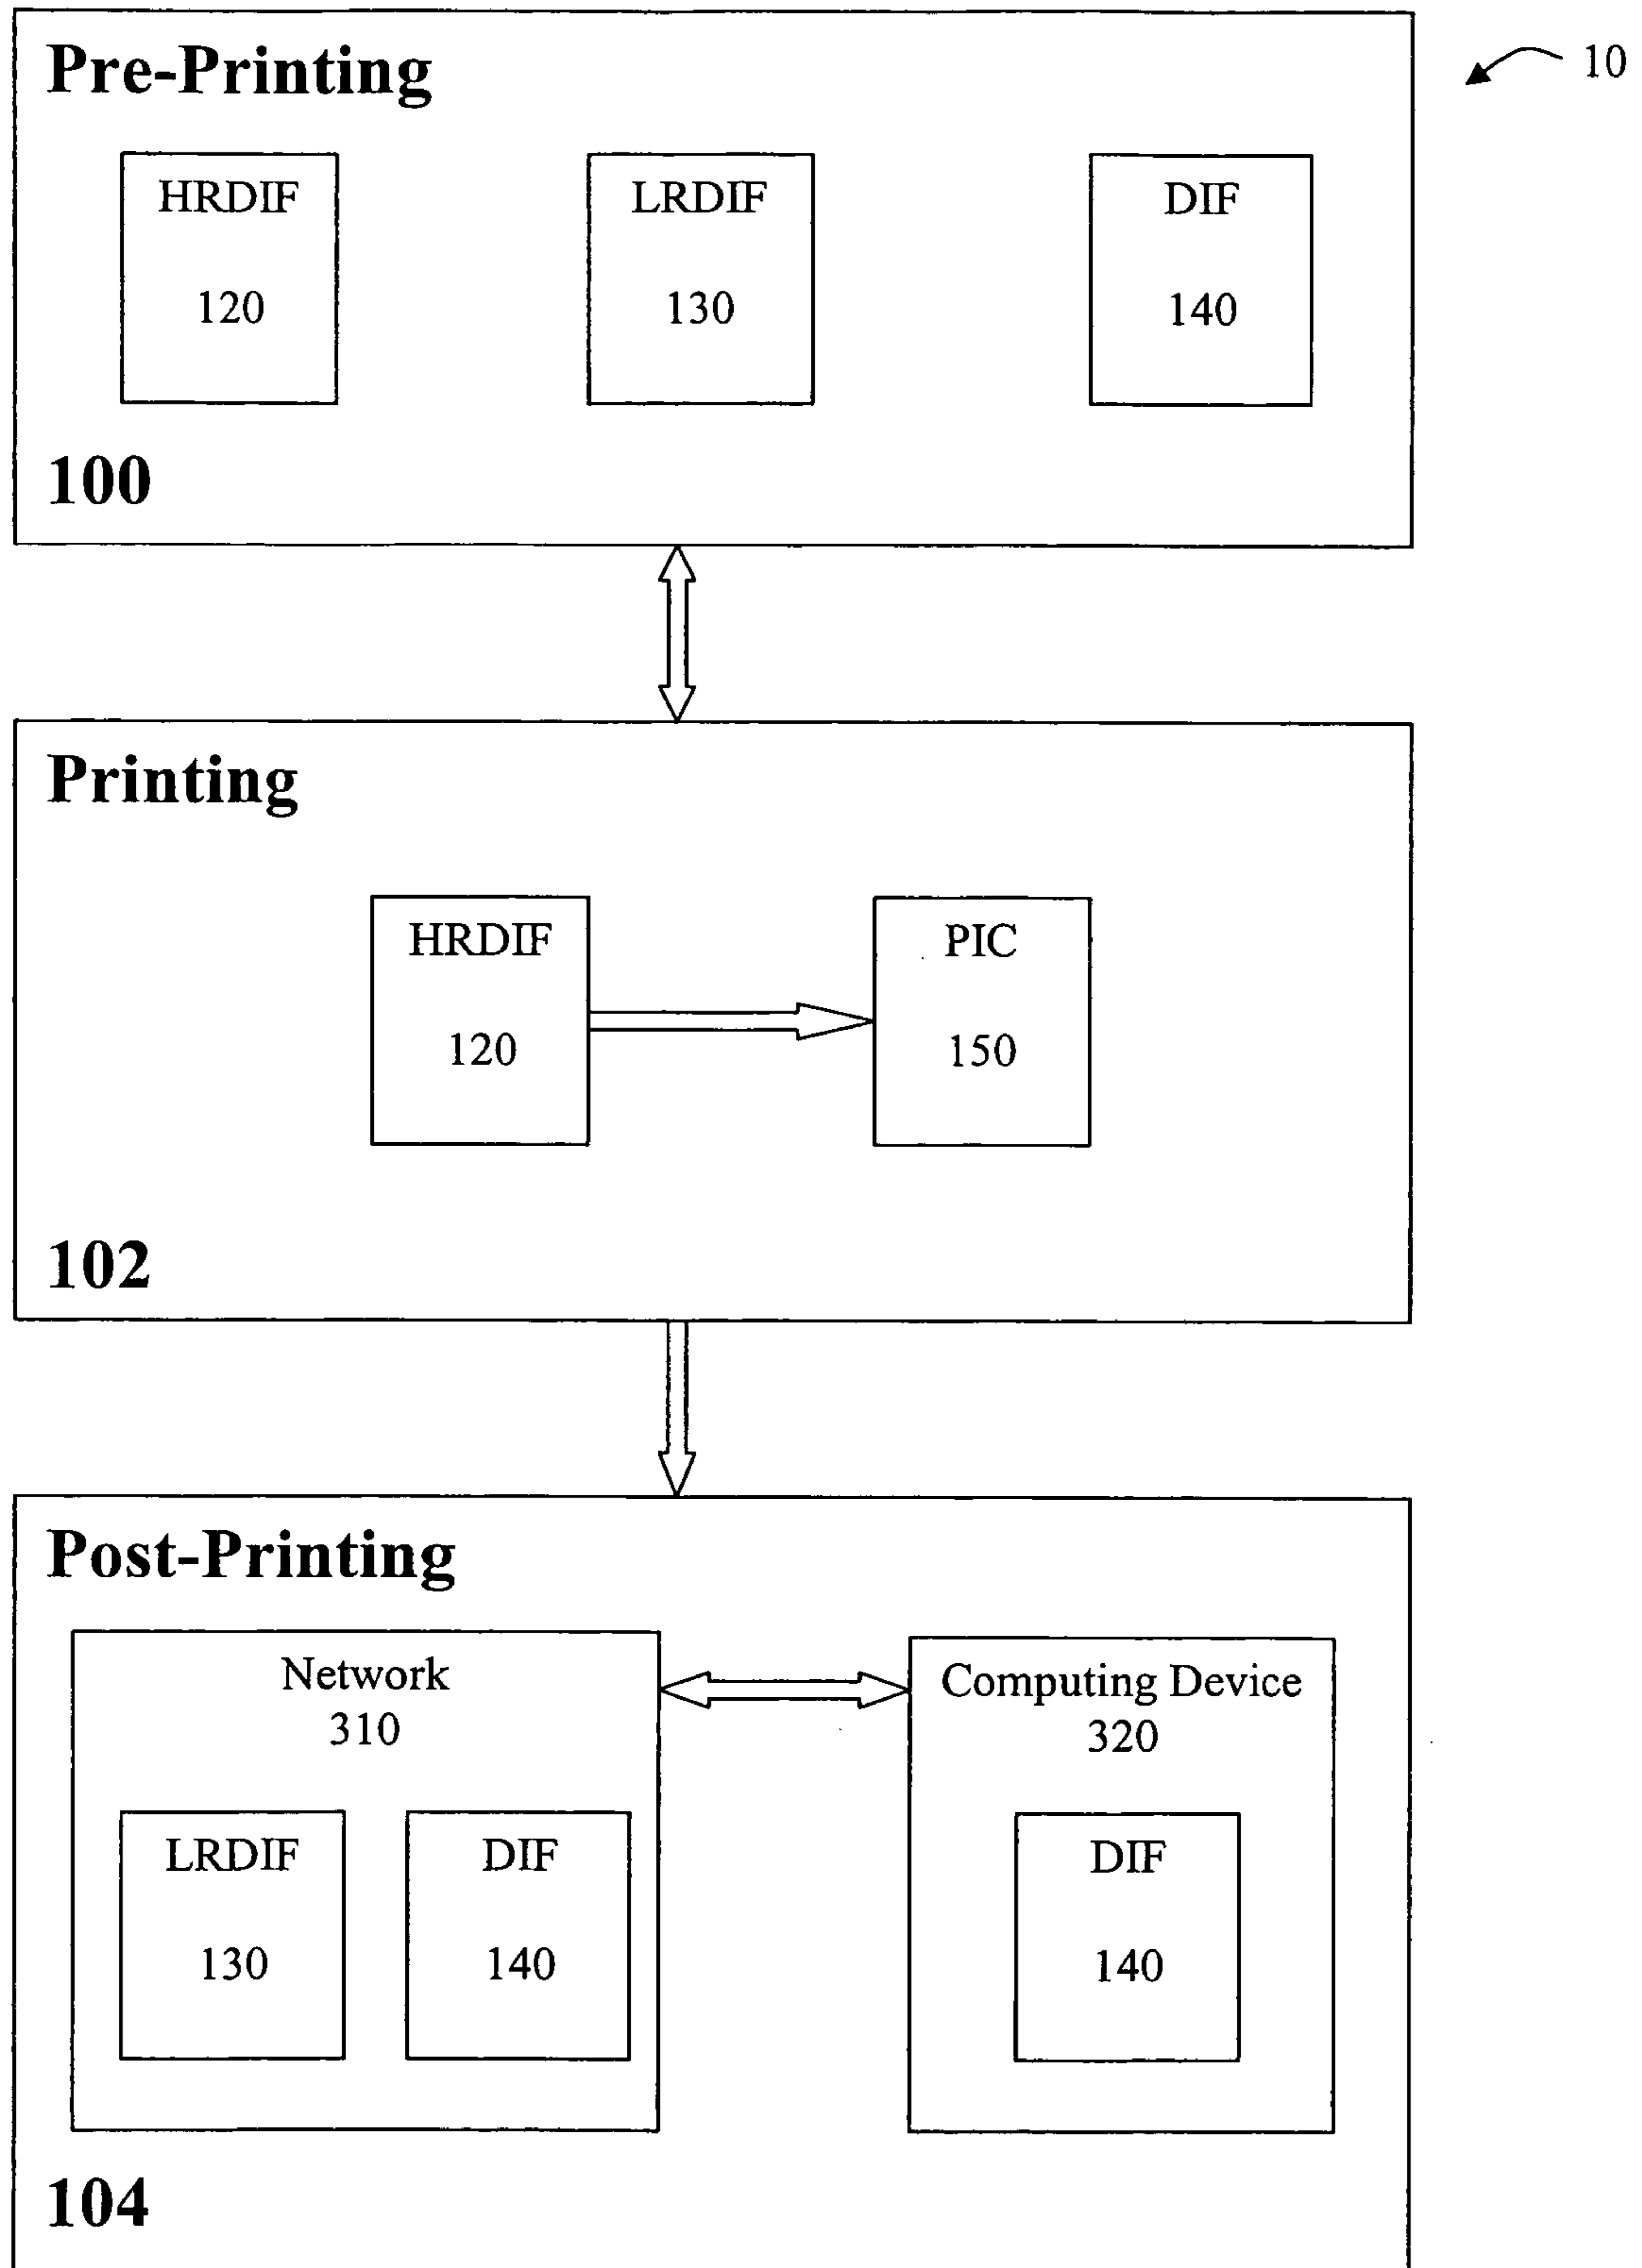 Pre-Printing
10
HRDIF
120
LRDIF
130
DIF
140
100
Printing
HRDIF
120
PIC
150
102
Post-Printing
Network
310
Computing Device
320
LRDIF
130
DIF
140
DIF
140
104